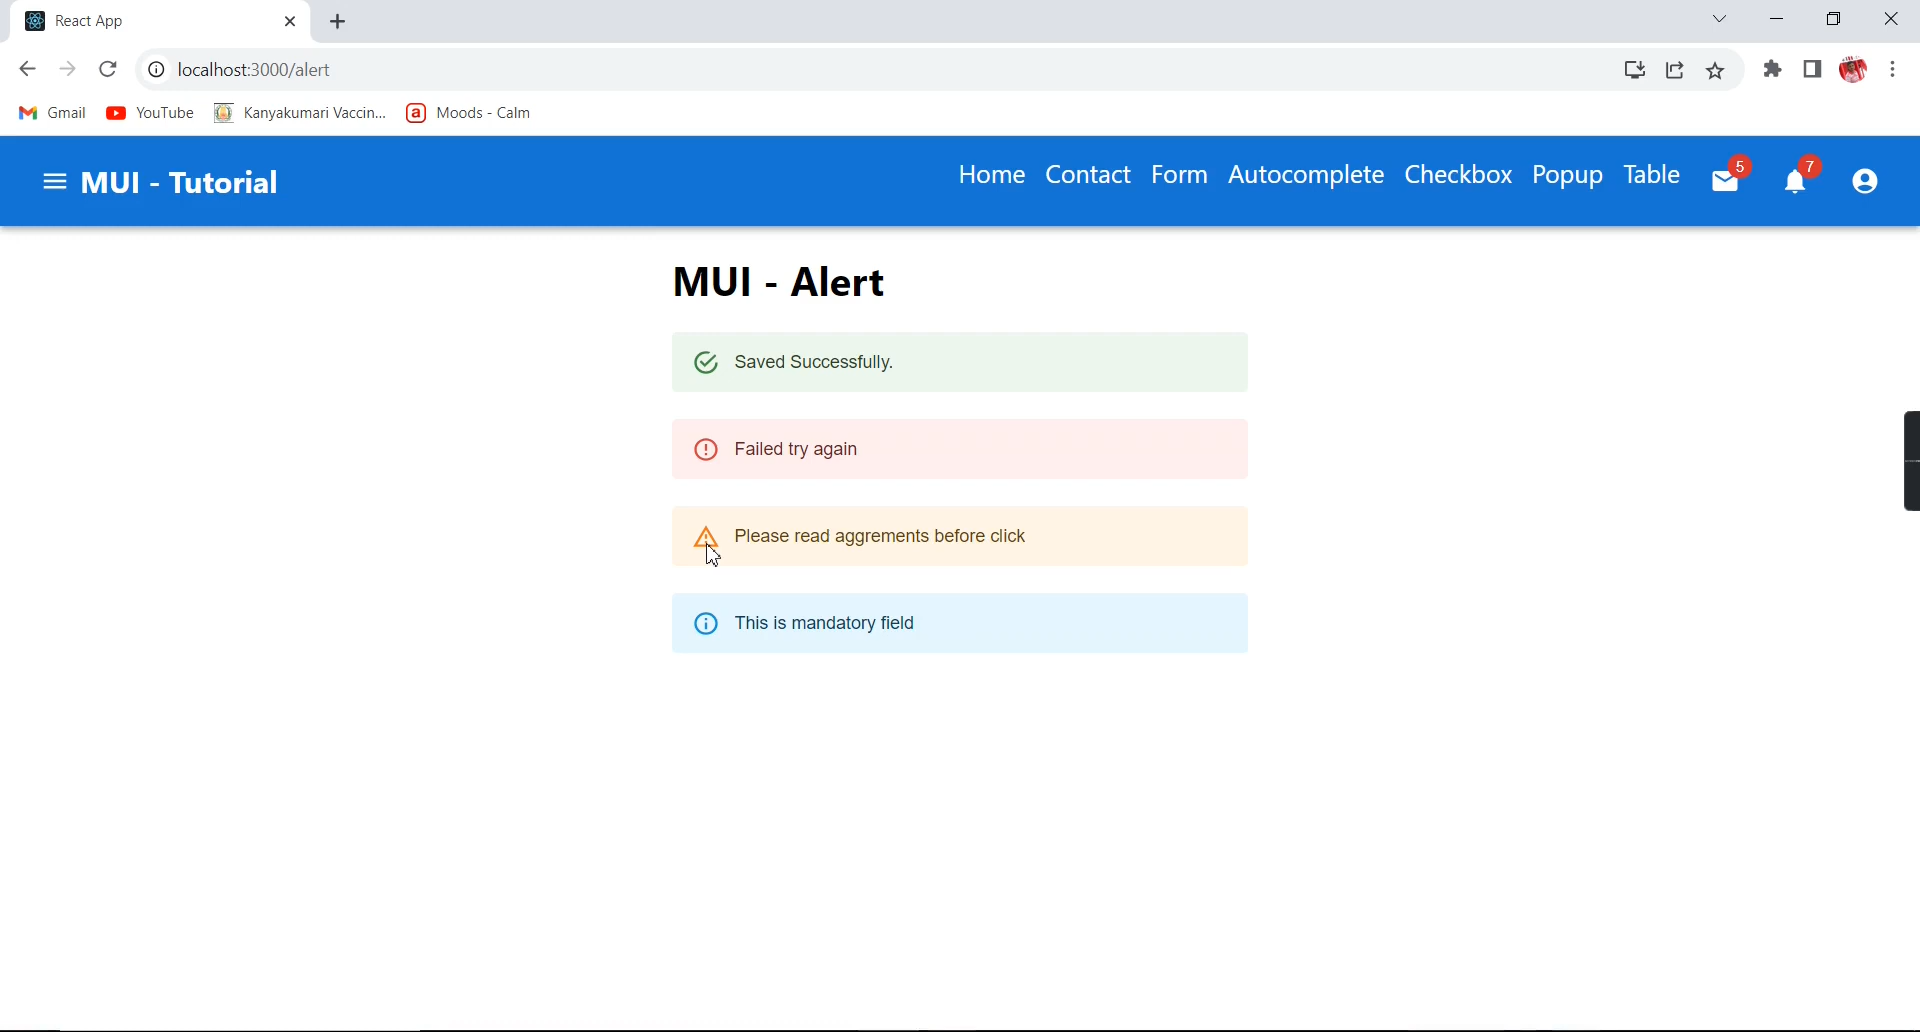 React App
localhost:3000/alert
Gmail YouTube Kanyakumari Vaccin... a Moods - Calm
MUI - Tutorial Home Contact Form Autocomplete Checkbox Popup Table 5 7
MUI - Alert
Saved Successfully.
Failed try again
Please read aggrements before click
This is mandatory field